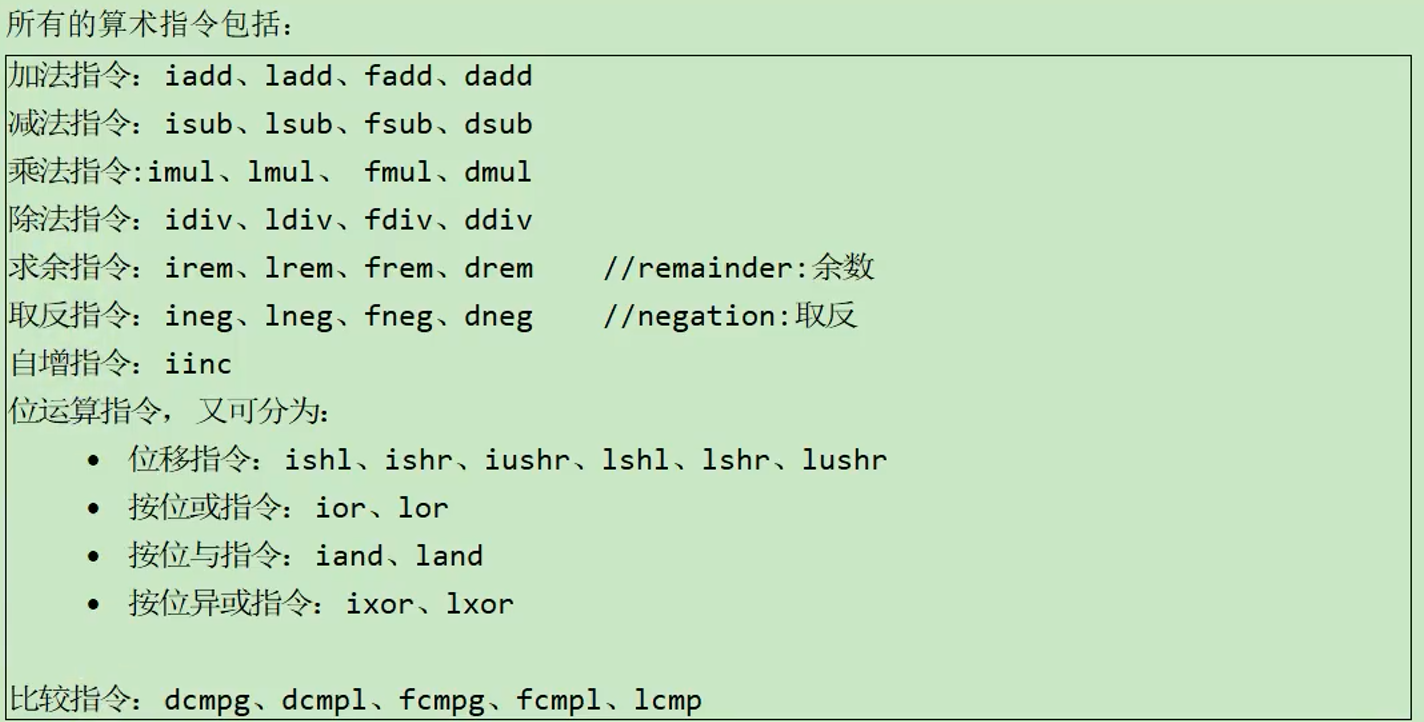 所有的算术指令包括：
加法指令：iadd、ladd、fadd、dadd
减法指令：isub、lsub、fsub、dsub
乘法指令:imul、lmul、 fmul、dmul
除法指令：idiv、ldiv、fdiv、ddiv
求余指令：irem、lrem、frem、drem    //remainder:余数
取反指令：ineg、lneg、fneg、dneg    //negation:取反
自增指令：iinc
位运算指令，又可分为：
• 位移指令：ishl、ishr、iushr、lshl、lshr、lushr
• 按位或指令：ior、lor
• 按位与指令：iand、land
• 按位异或指令：ixor、lxor
比较指令：dcmpg、dcmpl、fcmpg、fcmpl、lcmp